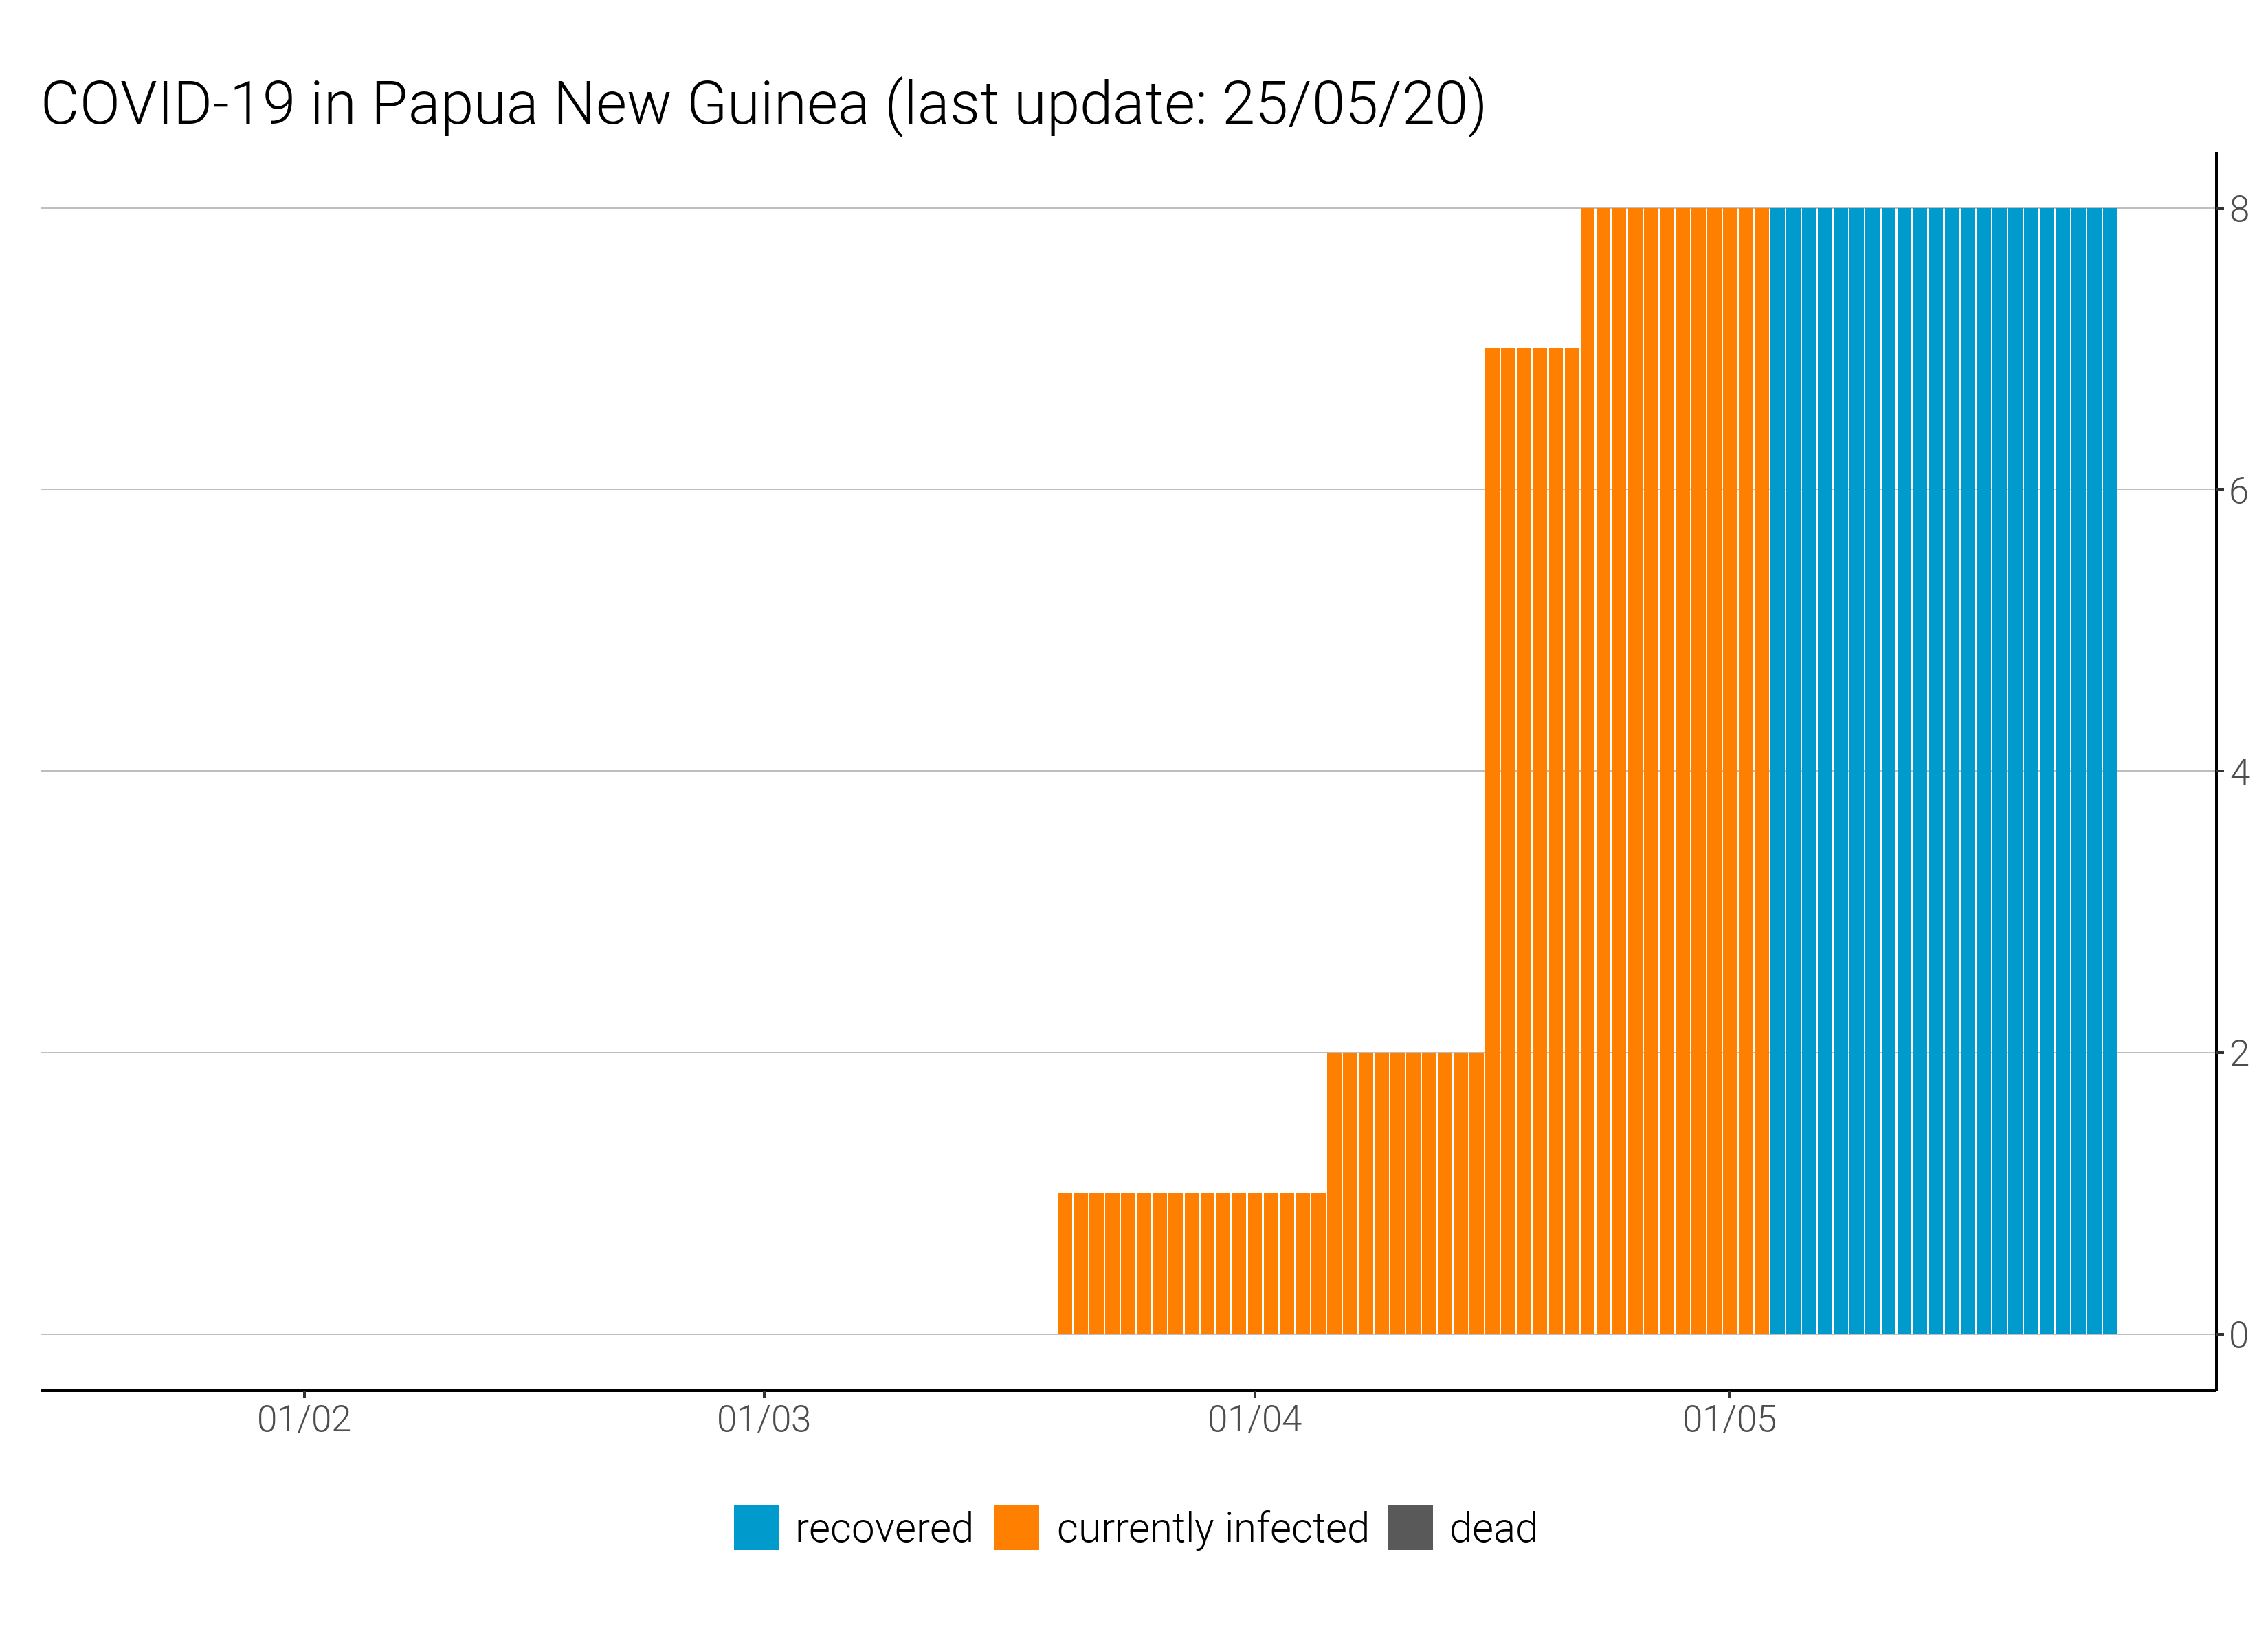 COVID-19 in Papua New Guinea (last update: 25/05/20)
8
6
4
2
0
01/02 01/03 01/04 01/05
recovered currently infected dead